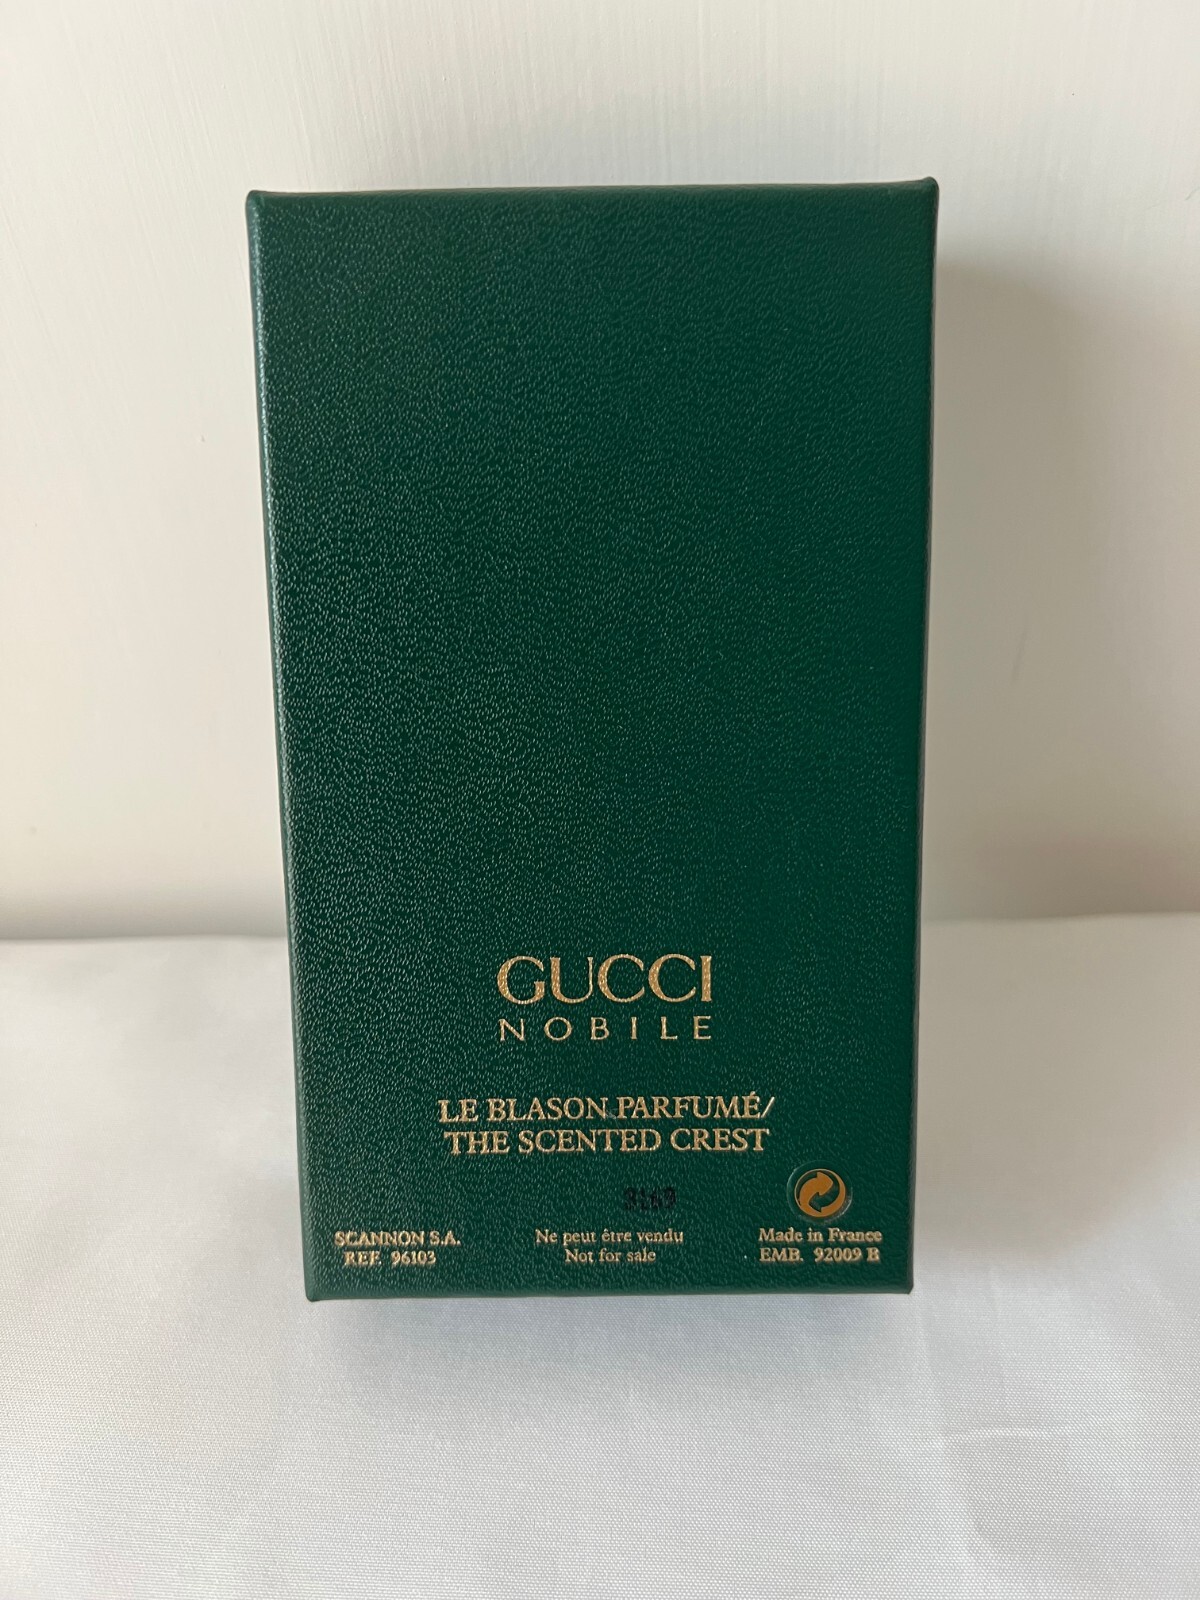 GUCCI
NOBILE
LE BLASON PARFUMÉ/
THE SCENTED CREST
SCANNON S.A.
REF. 96103
Ne peut être vendu
Not for sale
Made in France
EMB. 92009 B